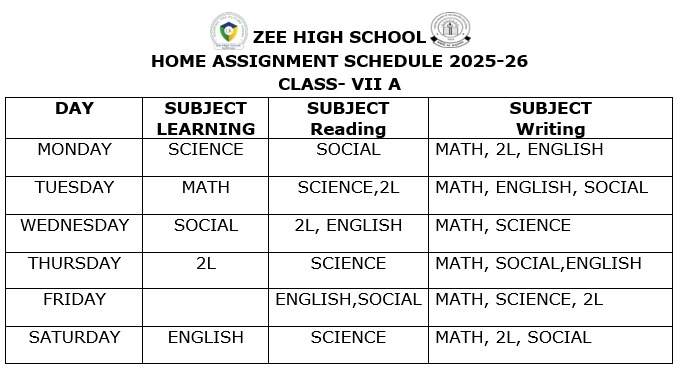 ZEE HIGH SCHOOL
HOME ASSIGNMENT SCHEDULE 2025-26
CLASS- VII A
DAY SUBJECT LEARNING SUBJECT Reading SUBJECT Writing
MONDAY SCIENCE SOCIAL MATH, 2L, ENGLISH
TUESDAY MATH SCIENCE,2L MATH, ENGLISH, SOCIAL
WEDNESDAY SOCIAL 2L, ENGLISH MATH, SCIENCE
THURSDAY 2L SCIENCE MATH, SOCIAL,ENGLISH
FRIDAY ENGLISH,SOCIAL MATH, SCIENCE, 2L
SATURDAY ENGLISH SCIENCE MATH, 2L, SOCIAL